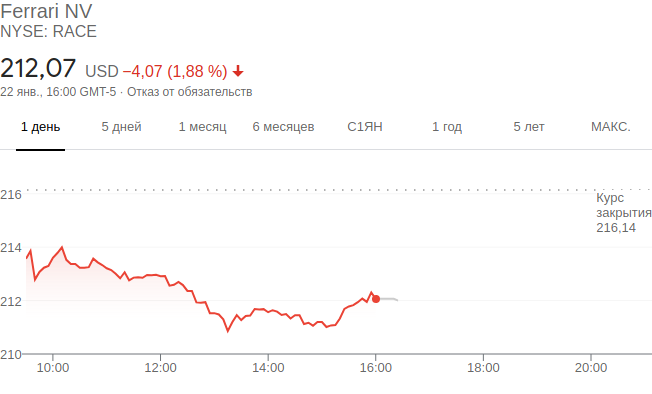 Ferrari NV
NYSE: RACE
212,07 USD −4,07 (1,88 %)
22 янв., 16:00 GMT-5 · Отказ от обязательств
1 день 5 дней 1 месяц 6 месяцев С1ЯН 1 год 5 лет МАКС.
216
Курс
закрытия
216,14
214
212
210
10:00 12:00 14:00 16:00 18:00 20:00